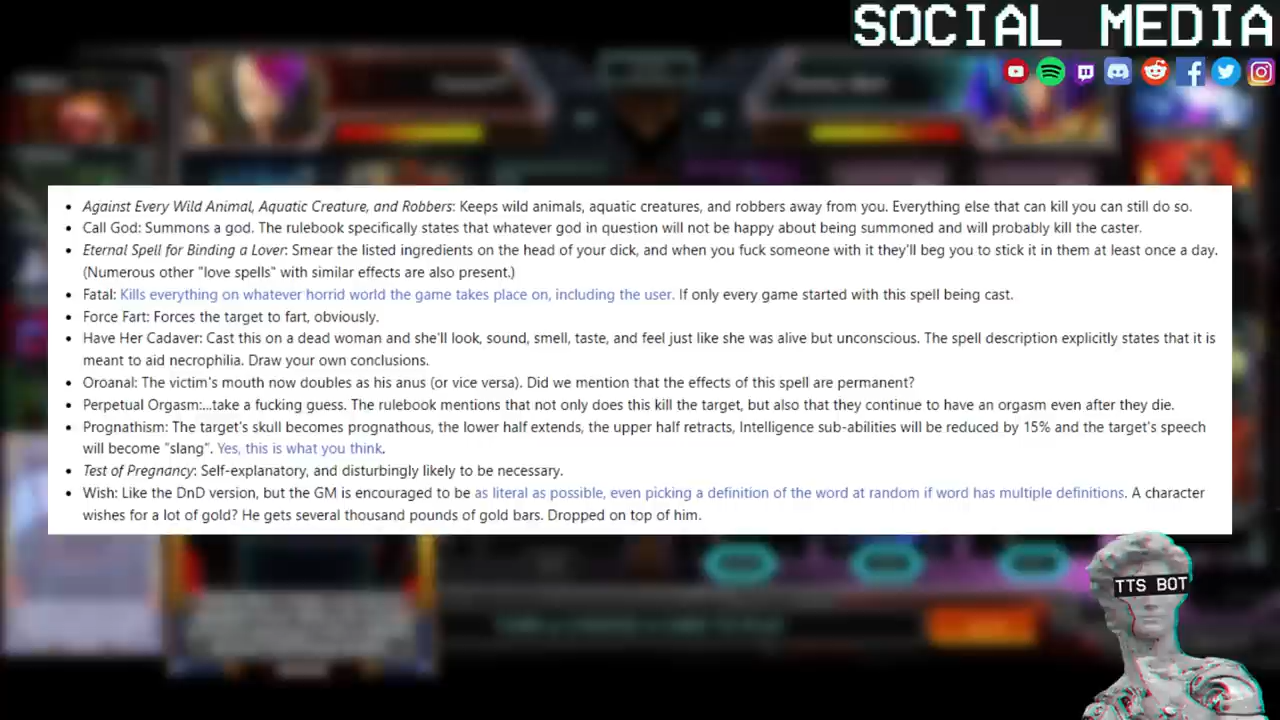 SOCIAL MEDIA
Against Every Wild Animal, Aquatic Creature, and Robbers: Keeps wild animals, aquatic creatures, and robbers away from you. Everything else that can kill you can still do so.
Call God: Summons a god. The rulebook specifically states that whatever god in question will not be happy about being summoned and will probably kill the caster.
Eternal Spell for Binding a Lover: Smear the listed ingredients on the head of your dick, and when you fuck someone with it they'll beg you to stick it in them at least once a day.
(Numerous other "love spells" with similar effects are also present.)
Fatal: Kills everything on whatever horrid world the game takes place on, including the user. If only every game started with this spell being cast.
Force Fart: Forces the target to fart, obviously.
Have Her Cadaver: Cast this on a dead woman and she'll look, sound, smell, taste, and feel just like she was alive but unconscious. The spell description explicitly states that it is
meant to aid necrophilia. Draw your own conclusions.
Oroanal: The victim's mouth now doubles as his anus (or vice versa). Did we mention that the effects of this spell are permanent?
Perpetual Orgasm:...take a fucking guess. The rulebook mentions that not only does this kill the target, but also that they continue to have an orgasm even after they die.
Prognathism: The target's skull becomes prognathous, the lower half extends, the upper half retracts, Intelligence sub-abilities will be reduced by 15% and the target's speech
will become "slang". Yes, this is what you think.
Test of Pregnancy: Self-explanatory, and disturbingly likely to be necessary.
Wish: Like the DnD version, but the GM is encouraged to be as literal as possible, even picking a definition of the word at random if word has multiple definitions. A character
wishes for a lot of gold? He gets several thousand pounds of gold bars. Dropped on top of him.
TTS BOT